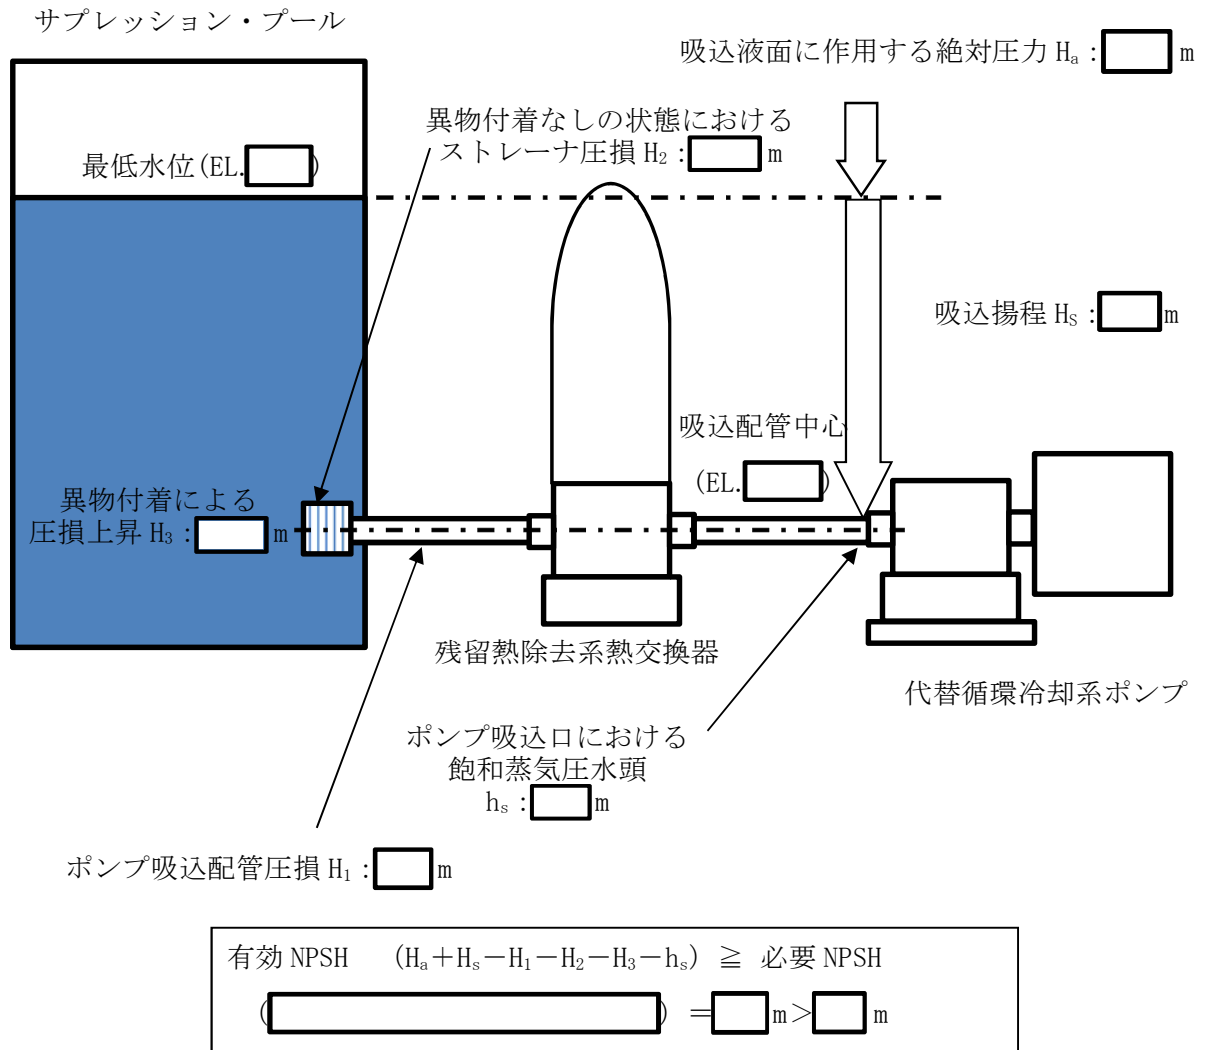 サプレッション・プール
吸込液面に作用する絶対圧力 Hₐ : m
異物付着なしの状態における
ストレーナ圧損 H₂ : m
最低水位(EL. )
吸込揚程 HS : m
吸込配管中心
(EL. )
異物付着による
圧損上昇 H₃ : m
残留熱除去系熱交換器
代替循環冷却系ポンプ
ポンプ吸込口における
飽和蒸気圧水頭
hₛ : m
ポンプ吸込配管圧損 H₁ : m
有効 NPSH (Hₐ+Hₛ-H₁-H₂-H₃-hₛ) ≧ 必要 NPSH
( ) = m> m